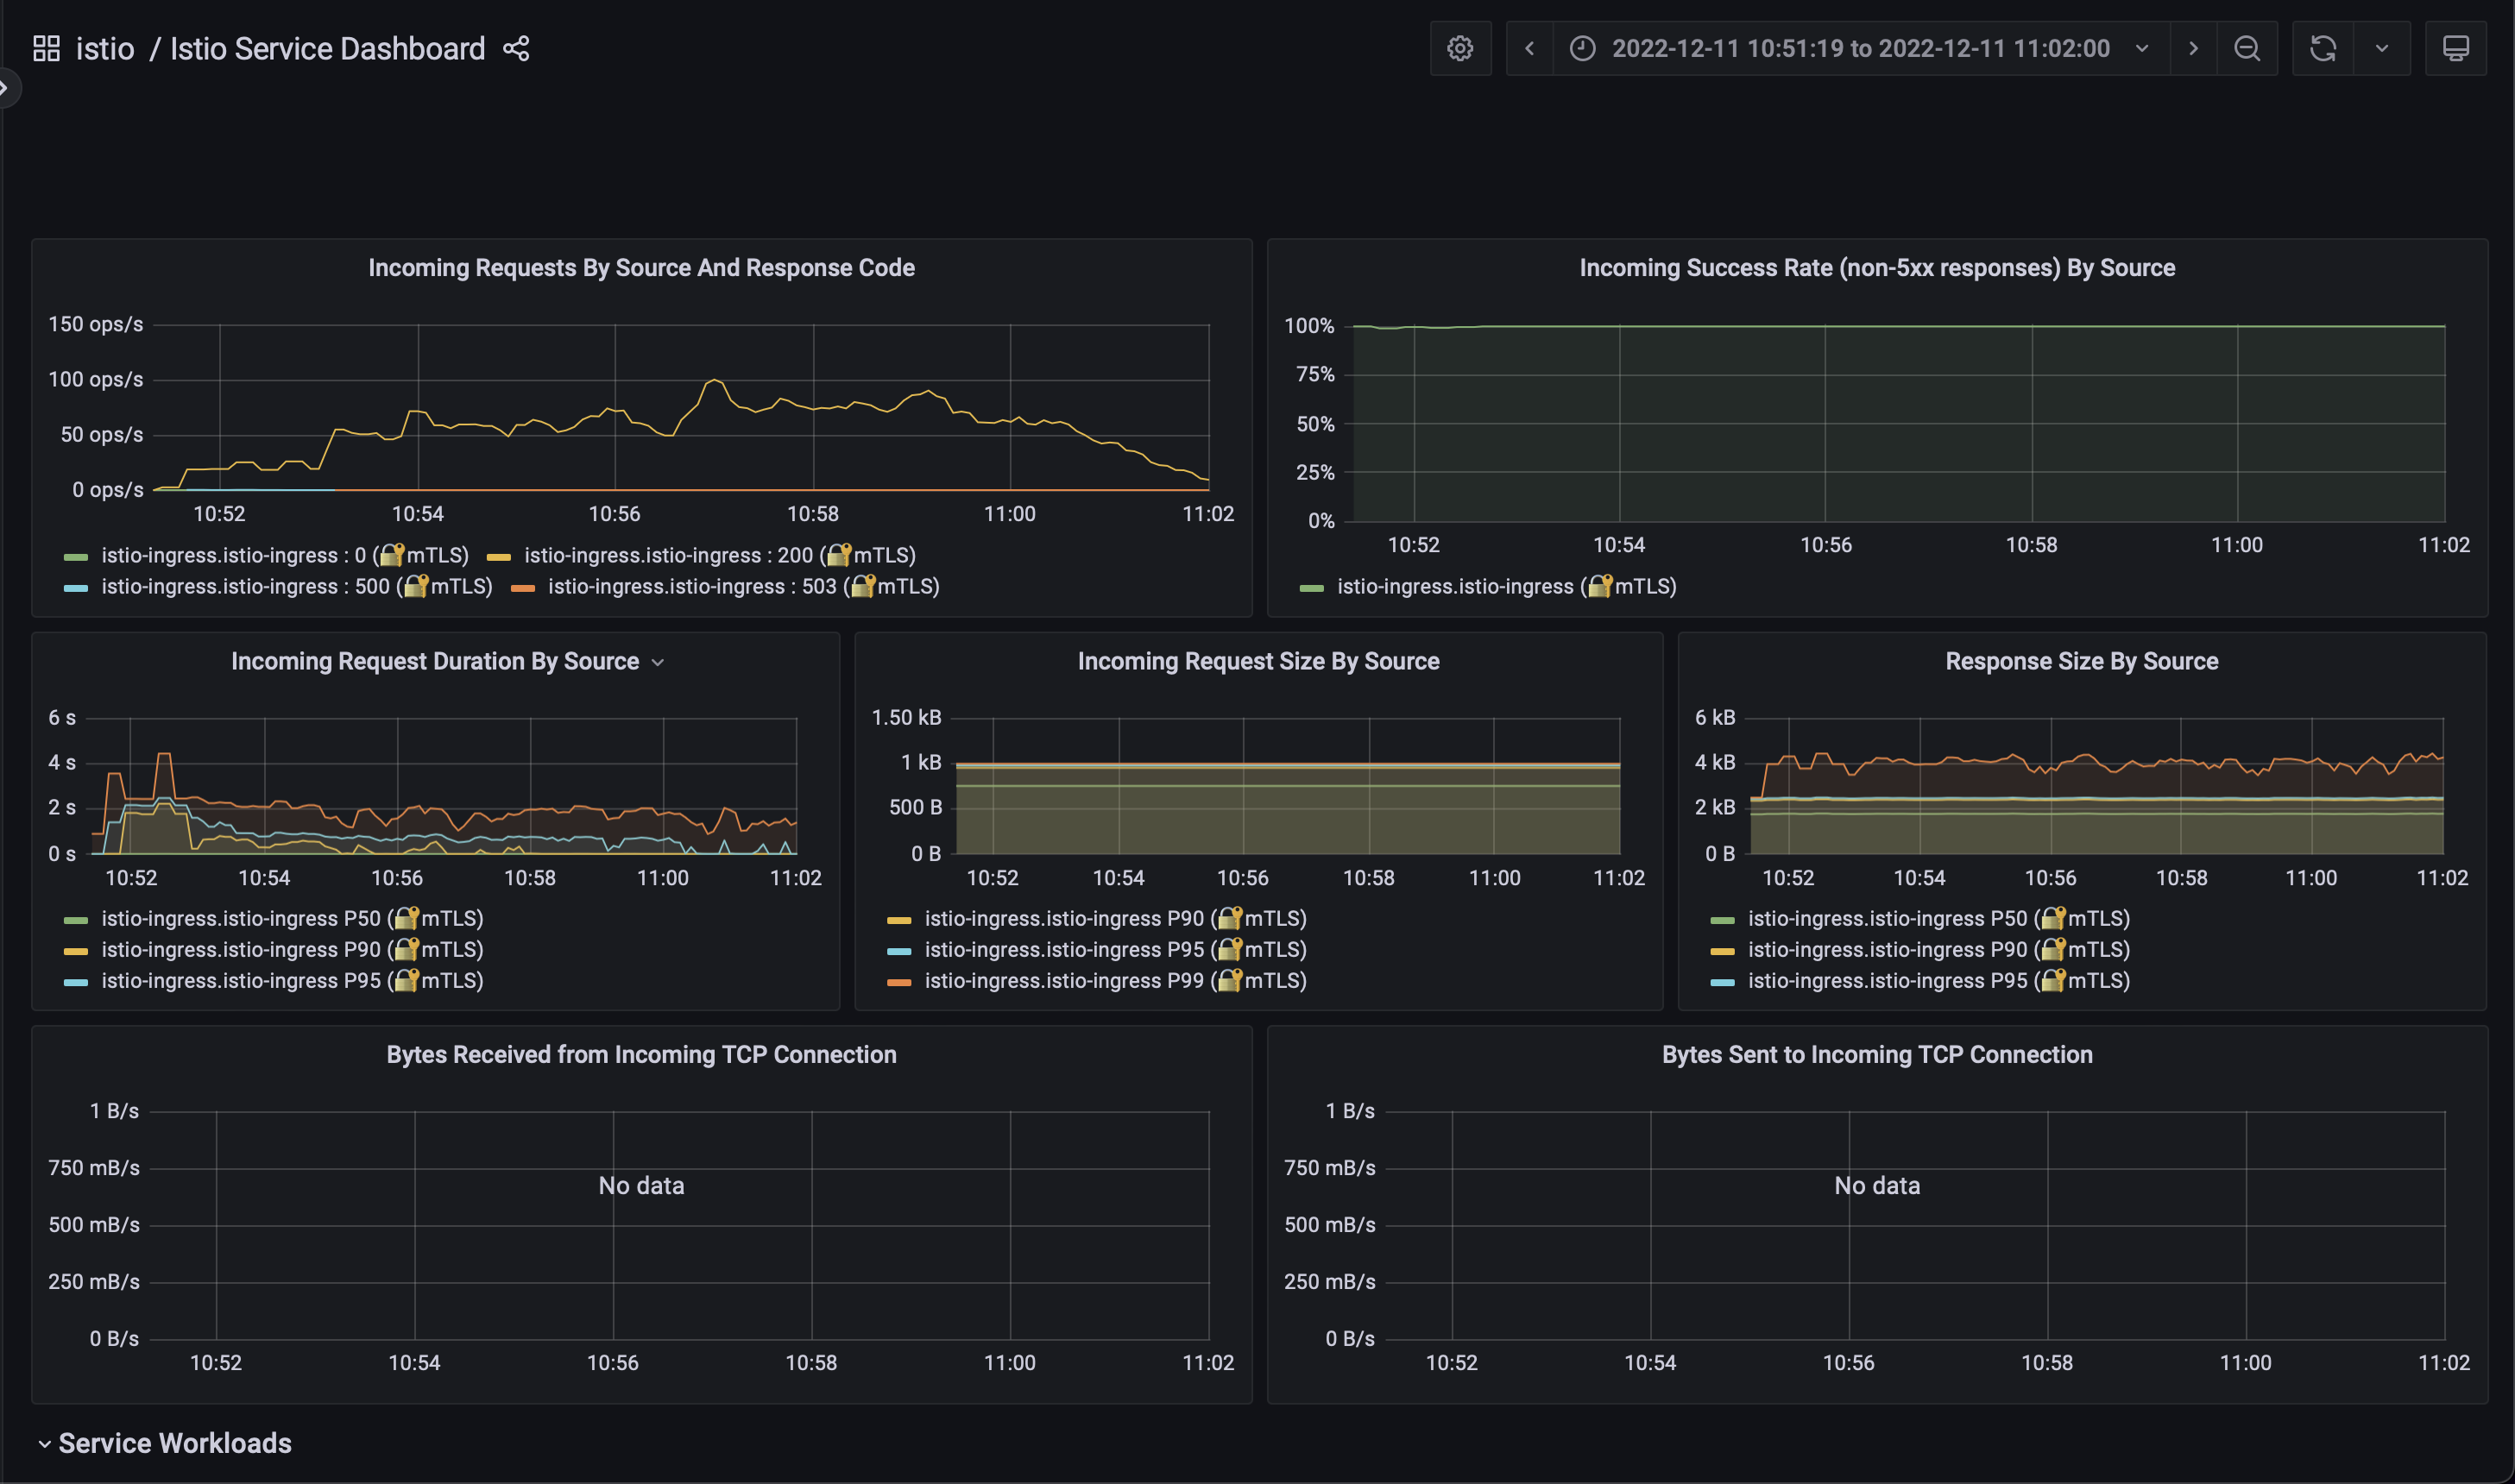 istio / Istio Service Dashboard
2022-12-11 10:51:19 to 2022-12-11 11:02:00
Incoming Requests By Source And Response Code
150 ops/s
100 ops/s
50 ops/s
0 ops/s
10:52 10:54 10:56 10:58 11:00 11:02
istio-ingress.istio-ingress : 0 (🔐mTLS) istio-ingress.istio-ingress : 200 (🔐mTLS)
istio-ingress.istio-ingress : 500 (🔐mTLS) istio-ingress.istio-ingress : 503 (🔐mTLS)
Incoming Success Rate (non-5xx responses) By Source
100%
75%
50%
25%
0%
10:52 10:54 10:56 10:58 11:00 11:02
istio-ingress.istio-ingress (🔐mTLS)
Incoming Request Duration By Source
6 s
4 s
2 s
0 s
10:52 10:54 10:56 10:58 11:00 11:02
istio-ingress.istio-ingress P50 (🔐mTLS)
istio-ingress.istio-ingress P90 (🔐mTLS)
istio-ingress.istio-ingress P95 (🔐mTLS)
Incoming Request Size By Source
1.50 kB
1 kB
500 B
0 B
10:52 10:54 10:56 10:58 11:00 11:02
istio-ingress.istio-ingress P90 (🔐mTLS)
istio-ingress.istio-ingress P95 (🔐mTLS)
istio-ingress.istio-ingress P99 (🔐mTLS)
Response Size By Source
6 kB
4 kB
2 kB
0 B
10:52 10:54 10:56 10:58 11:00 11:02
istio-ingress.istio-ingress P50 (🔐mTLS)
istio-ingress.istio-ingress P90 (🔐mTLS)
istio-ingress.istio-ingress P95 (🔐mTLS)
Bytes Received from Incoming TCP Connection
1 B/s
750 mB/s
No data
500 mB/s
250 mB/s
0 B/s
10:52 10:54 10:56 10:58 11:00 11:02
Bytes Sent to Incoming TCP Connection
1 B/s
750 mB/s
No data
500 mB/s
250 mB/s
0 B/s
10:52 10:54 10:56 10:58 11:00 11:02
Service Workloads